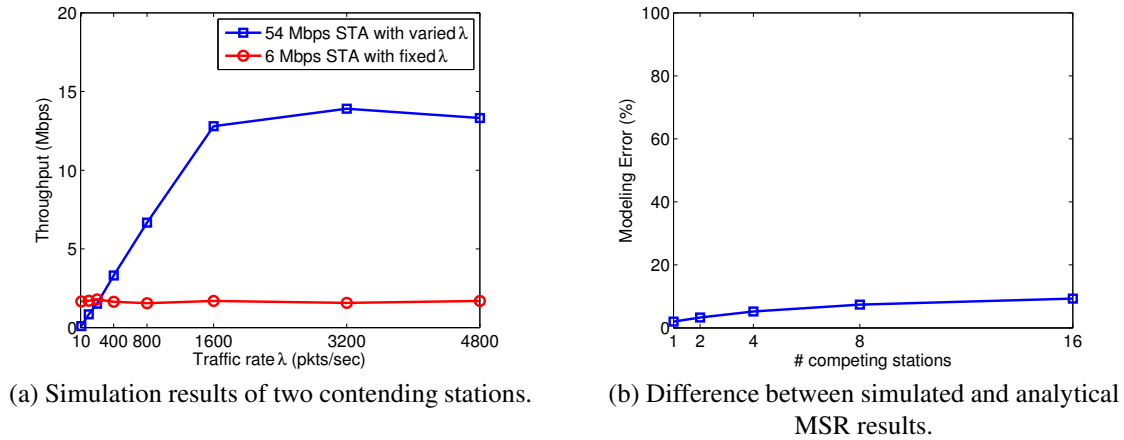 20
15
10
5
0
Throughput (Mbps)
54 Mbps STA with varied λ
6 Mbps STA with fixed λ
10 400 800 1600 3200 4800
Traffic rate λ (pkts/sec)
(a) Simulation results of two contending stations.
100
80
60
40
20
0
Modeling Error (%)
1 2 4 8 16
# competing stations
(b) Difference between simulated and analytical
MSR results.